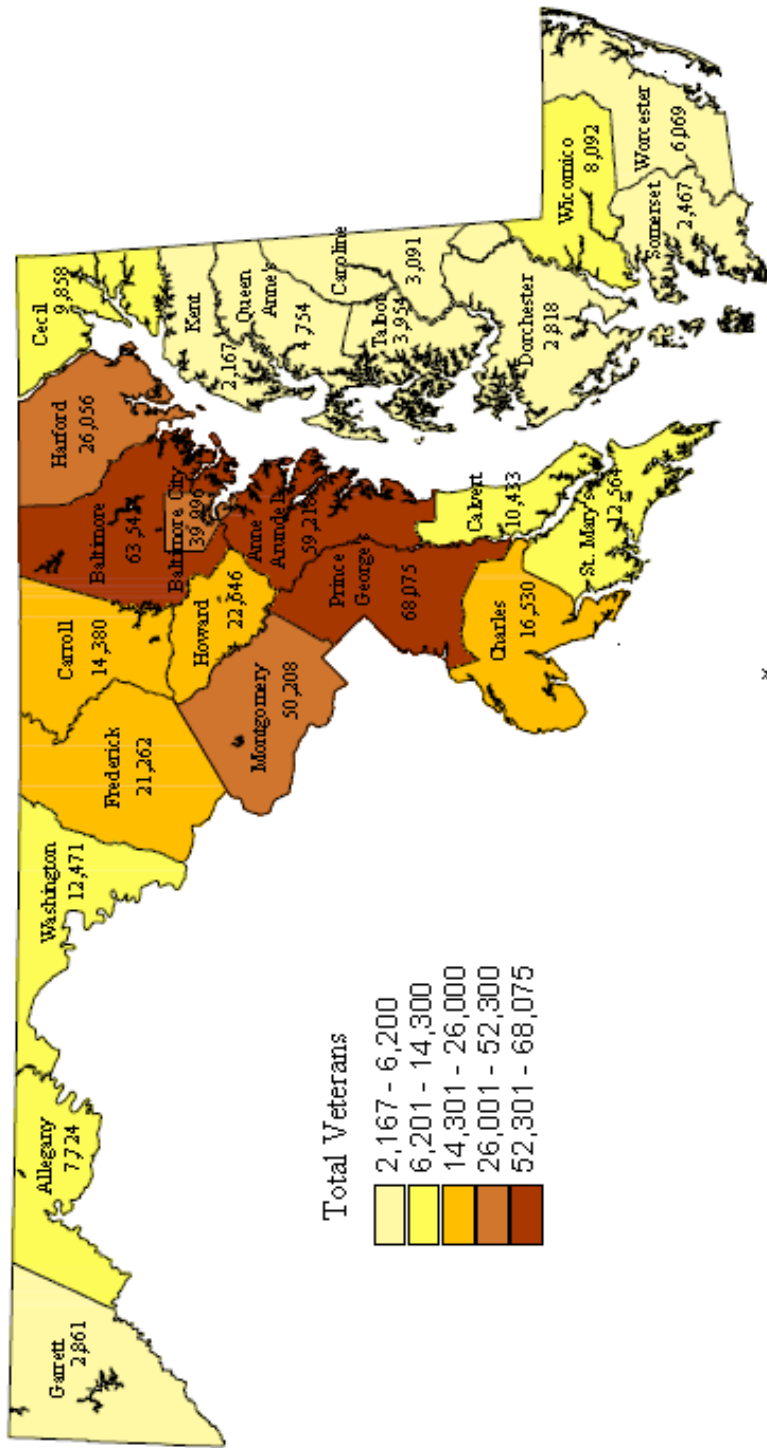 Garrett
2,861
Allegany
7,724
Washington
12,471
Frederick
21,262
Carroll
14,380
Baltimore
Harford
26,056
Cecil
9,858
Baltimore City
Howard
22,646
Montgomery
50,208
Anne
Arundel
Prince
George
68,075
Kent
2,167
Queen
Anne's
4,754
Caroline
3,091
Talbot
3,954
Calvert
10,433
Charles
16,530
St. Mary's
12,564
Dorchester
2,818
Wicomico
8,092
Worcester
6,069
Somerset
2,467
Total Veterans
2,167 - 6,200
6,201 - 14,300
14,301 - 26,000
26,001 - 52,300
52,301 - 68,075